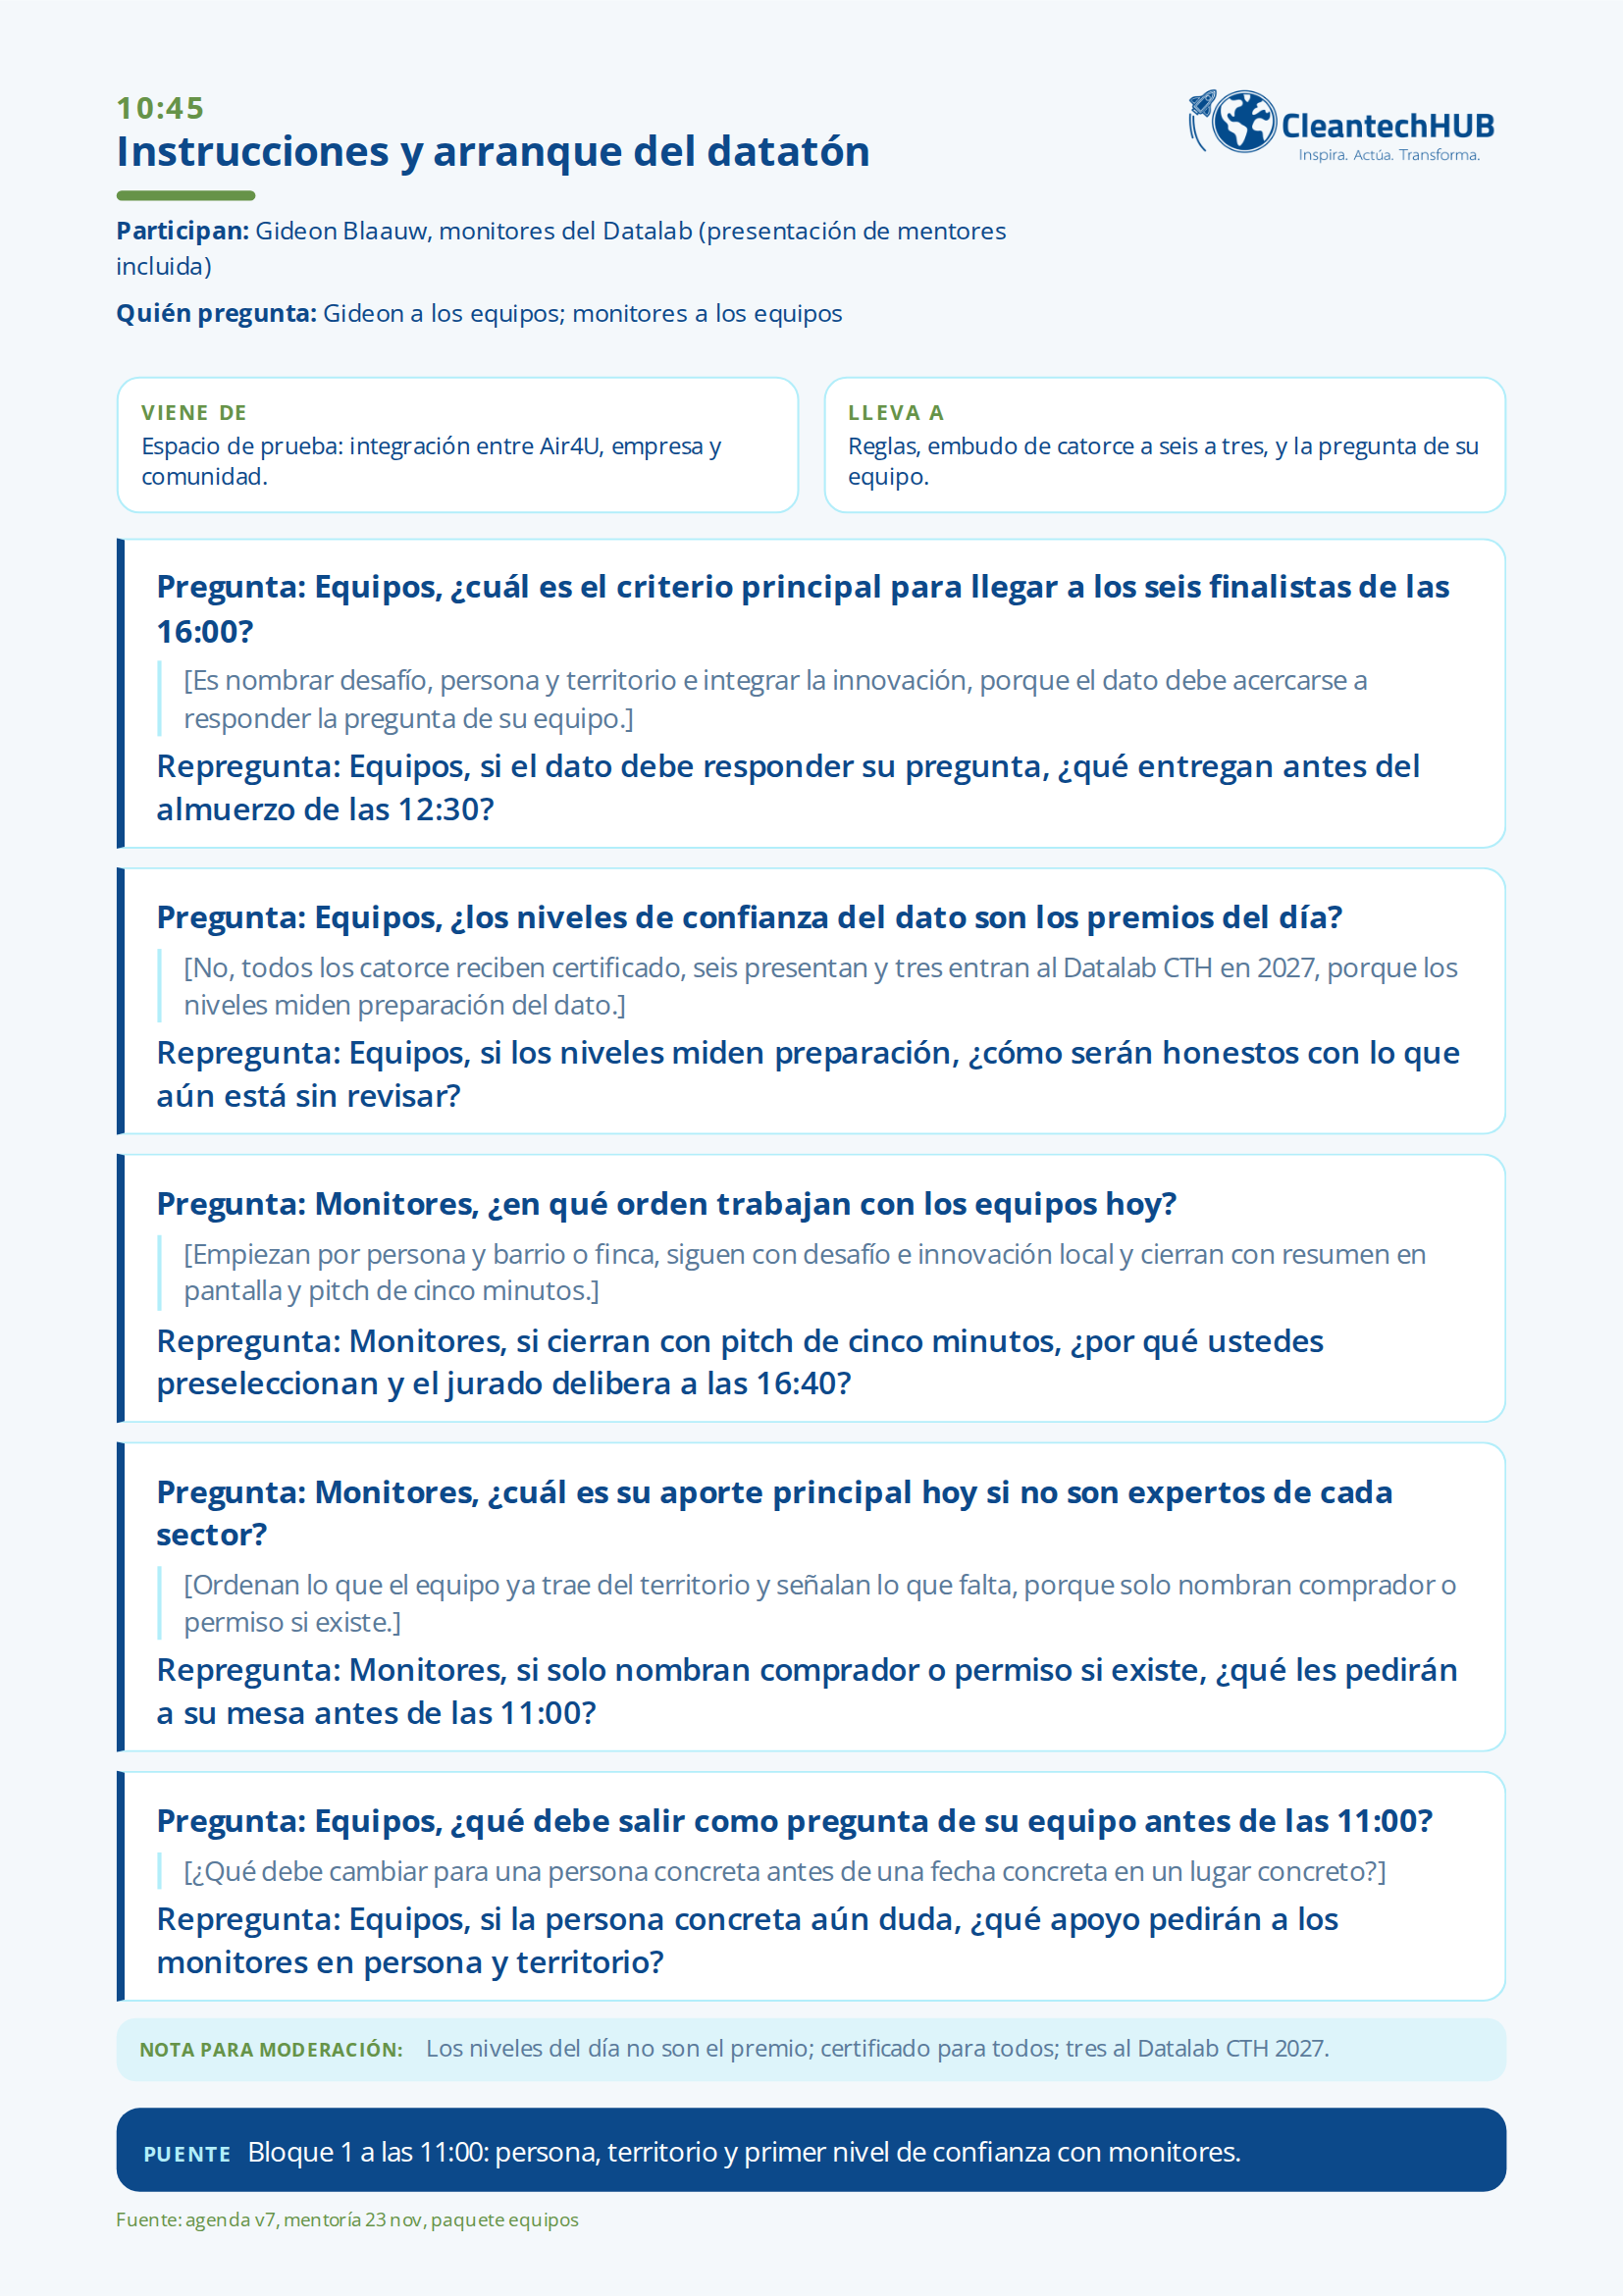 10:45
Instrucciones y arranque del datatón
CleantechHUB
Inspira. Actúa. Transforma.
Participan: Gideon Blaauw, monitores del Datalab (presentación de mentores
incluida)
Quién pregunta: Gideon a los equipos; monitores a los equipos
VIENE DE
Espacio de prueba: integración entre Air4U, empresa y
comunidad.
LLEVA A
Reglas, embudo de catorce a seis a tres, y la pregunta de su
equipo.
Pregunta: Equipos, ¿cuál es el criterio principal para llegar a los seis finalistas de las
16:00?
[Es nombrar desafío, persona y territorio e integrar la innovación, porque el dato debe acercarse a
responder la pregunta de su equipo.]
Repregunta: Equipos, si el dato debe responder su pregunta, ¿qué entregan antes del
almuerzo de las 12:30?
Pregunta: Equipos, ¿los niveles de confianza del dato son los premios del día?
[No, todos los catorce reciben certificado, seis presentan y tres entran al Datalab CTH en 2027, porque los
niveles miden preparación del dato.]
Repregunta: Equipos, si los niveles miden preparación, ¿cómo serán honestos con lo que
aún está sin revisar?
Pregunta: Monitores, ¿en qué orden trabajan con los equipos hoy?
[Empiezan por persona y barrio o finca, siguen con desafío e innovación local y cierran con resumen en
pantalla y pitch de cinco minutos.]
Repregunta: Monitores, si cierran con pitch de cinco minutos, ¿por qué ustedes
preseleccionan y el jurado delibera a las 16:40?
Pregunta: Monitores, ¿cuál es su aporte principal hoy si no son expertos de cada
sector?
[Ordenan lo que el equipo ya trae del territorio y señalan lo que falta, porque solo nombran comprador o
permiso si existe.]
Repregunta: Monitores, si solo nombran comprador o permiso si existe, ¿qué les pedirán
a su mesa antes de las 11:00?
Pregunta: Equipos, ¿qué debe salir como pregunta de su equipo antes de las 11:00?
[¿Qué debe cambiar para una persona concreta antes de una fecha concreta en un lugar concreto?]
Repregunta: Equipos, si la persona concreta aún duda, ¿qué apoyo pedirán a los
monitores en persona y territorio?
NOTA PARA MODERACIÓN: Los niveles del día no son el premio; certificado para todos; tres al Datalab CTH 2027.
PUENTE Bloque 1 a las 11:00: persona, territorio y primer nivel de confianza con monitores.
Fuente: agenda v7, mentoría 23 nov, paquete equipos